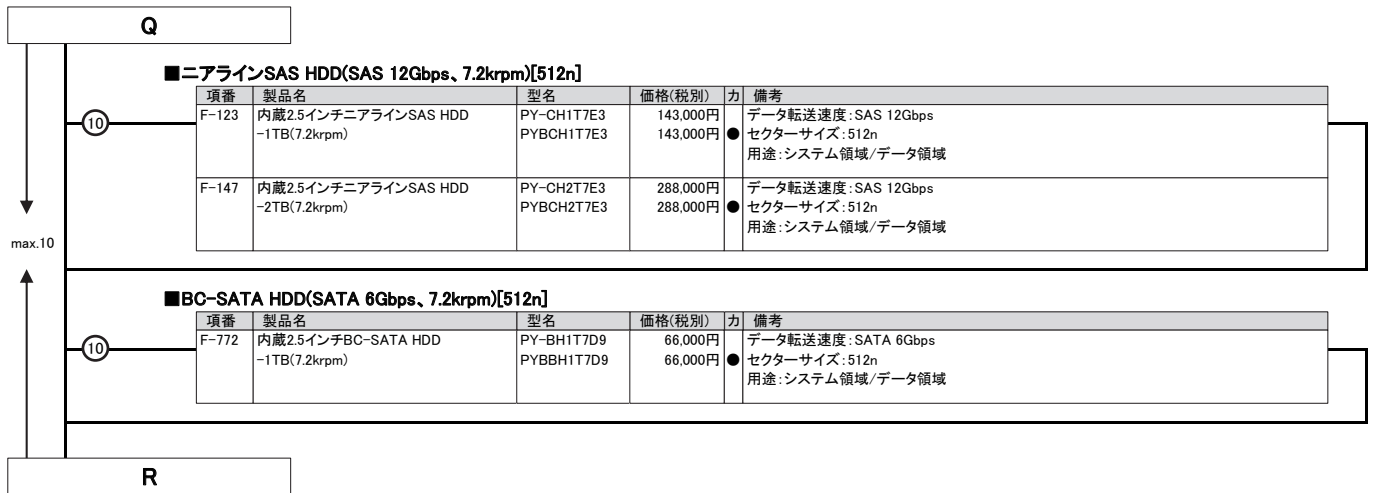 Q
■ニアラインSAS HDD(SAS 12Gbps、7.2krpm)[512n]
項番 製品名 型名 価格(税別) カ 備考
⑩ F-123 内蔵2.5インチニアラインSAS HDD PY-CH1T7E3 143,000円 データ転送速度:SAS 12Gbps
-1TB(7.2krpm) PYBCH1T7E3 143,000円 ● セクターサイズ:512n
用途:システム領域/データ領域
F-147 内蔵2.5インチニアラインSAS HDD PY-CH2T7E3 288,000円 データ転送速度:SAS 12Gbps
-2TB(7.2krpm) PYBCH2T7E3 288,000円 ● セクターサイズ:512n
用途:システム領域/データ領域
max.10
■BC-SATA HDD(SATA 6Gbps、7.2krpm)[512n]
項番 製品名 型名 価格(税別) カ 備考
⑩ F-772 内蔵2.5インチBC-SATA HDD PY-BH1T7D9 66,000円 データ転送速度:SATA 6Gbps
-1TB(7.2krpm) PYBBH1T7D9 66,000円 ● セクターサイズ:512n
用途:システム領域/データ領域
R